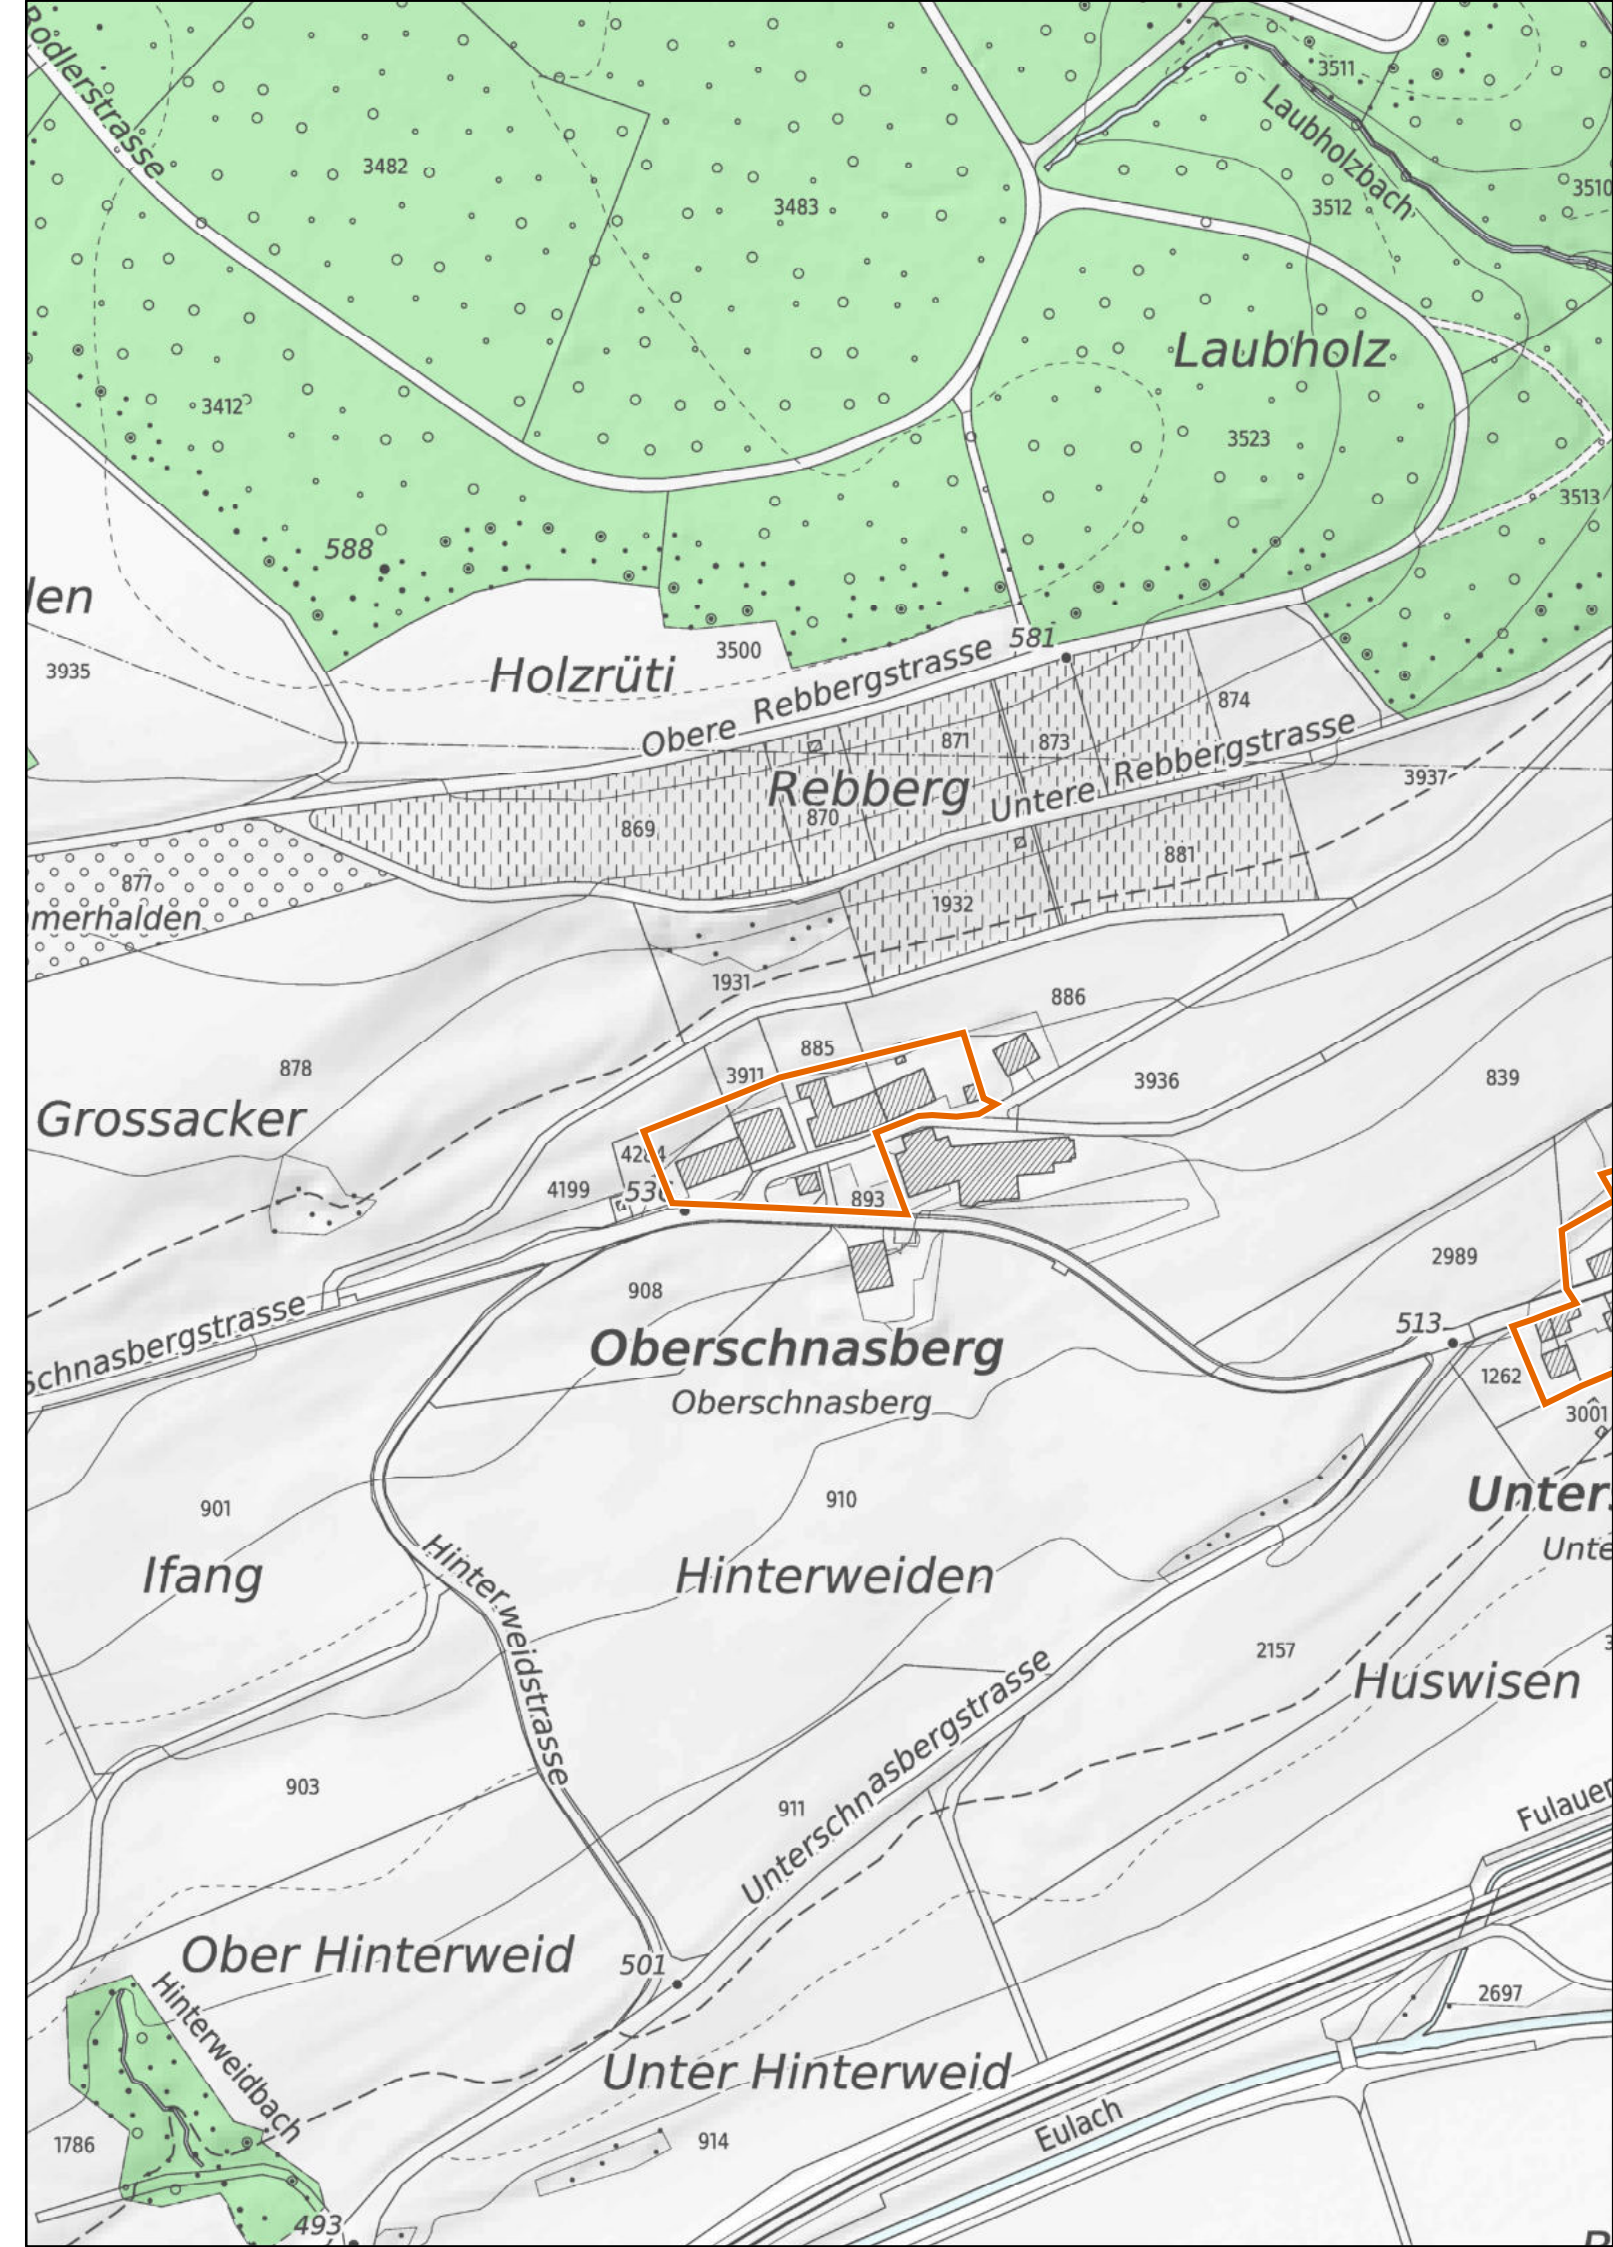 Rodlerstrasse
3511
Laubholzbach
3482
3483
3512
3510
Laubholz
3412
3523
3513
588
581
3935
Holzrüti
3500
Obere Rebbergstrasse
874
871
873
Untere Rebbergstrasse
3937
Rebberg
869
870
877
881
merhalden
1932
1931
886
878
885
3911
3936
839
Grossacker
4284
4199
893
2989
908
Schnasbergstrasse
513
Oberschnasberg
Oberschnasberg
1262
3001
901
910
Ifang
Hinterweiden
Hinterweidstrasse
2157
Huswisen
Unterschnasbergstrasse
903
911
Ober Hinterweid
501
2697
Hinterweidbach
Unter Hinterweid
Eulach
1786
914
493